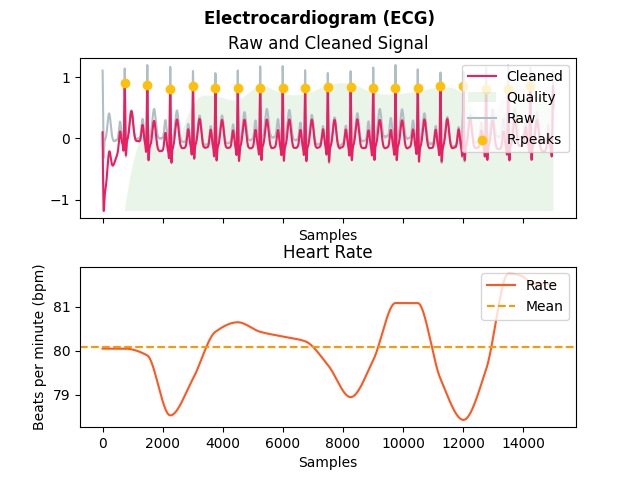 Electrocardiogram (ECG)
Raw and Cleaned Signal
1
0
−1
Cleaned
Quality
Raw
R-peaks
Samples
Heart Rate
Beats per minute (bpm)
81
80
79
Rate
Mean
0 2000 4000 6000 8000 10000 12000 14000
Samples